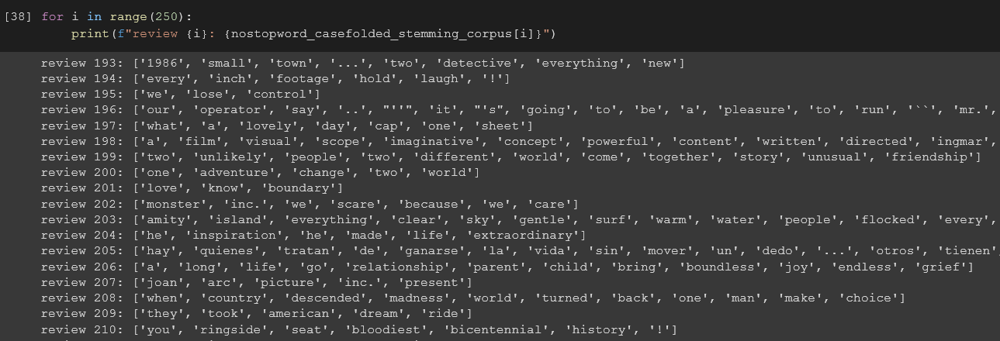 [38] for i in range(250):
print(f"review {i}: {nostopword_casefolded_stemming_corpus[i]}")
review 193: ['1986', 'small', 'town', '...', 'two', 'detective', 'everything', 'new']
review 194: ['every', 'inch', 'footage', 'hold', 'laugh', '!']
review 195: ['we', 'lose', 'control']
review 196: ['our', 'operator', 'say', '..', "''", 'it', "'s", 'going', 'to', 'be', 'a', 'pleasure', 'to', 'run', '``', 'mr.',
review 197: ['what', 'a', 'lovely', 'day', 'cap', 'one', 'sheet']
review 198: ['a', 'film', 'visual', 'scope', 'imaginative', 'concept', 'powerful', 'content', 'written', 'directed', 'ingmar',
review 199: ['two', 'unlikely', 'people', 'two', 'different', 'world', 'come', 'together', 'story', 'unusual', 'friendship']
review 200: ['one', 'adventure', 'change', 'two', 'world']
review 201: ['love', 'know', 'boundary']
review 202: ['monster', 'inc.', 'we', 'scare', 'because', 'we', 'care']
review 203: ['amity', 'island', 'everything', 'clear', 'sky', 'gentle', 'surf', 'warm', 'water', 'people', 'flocked', 'every',
review 204: ['he', 'inspiration', 'he', 'made', 'life', 'extraordinary']
review 205: ['hay', 'quienes', 'tratan', 'de', 'ganarse', 'la', 'vida', 'sin', 'mover', 'un', 'dedo', '...', 'otros', 'tienen'
review 206: ['a', 'long', 'life', 'go', 'relationship', 'parent', 'child', 'bring', 'boundless', 'joy', 'endless', 'grief']
review 207: ['joan', 'arc', 'picture', 'inc.', 'present']
review 208: ['when', 'country', 'descended', 'madness', 'world', 'turned', 'back', 'one', 'man', 'make', 'choice']
review 209: ['they', 'took', 'american', 'dream', 'ride']
review 210: ['you', 'ringside', 'seat', 'bloodiest', 'bicentennial', 'history', '!']